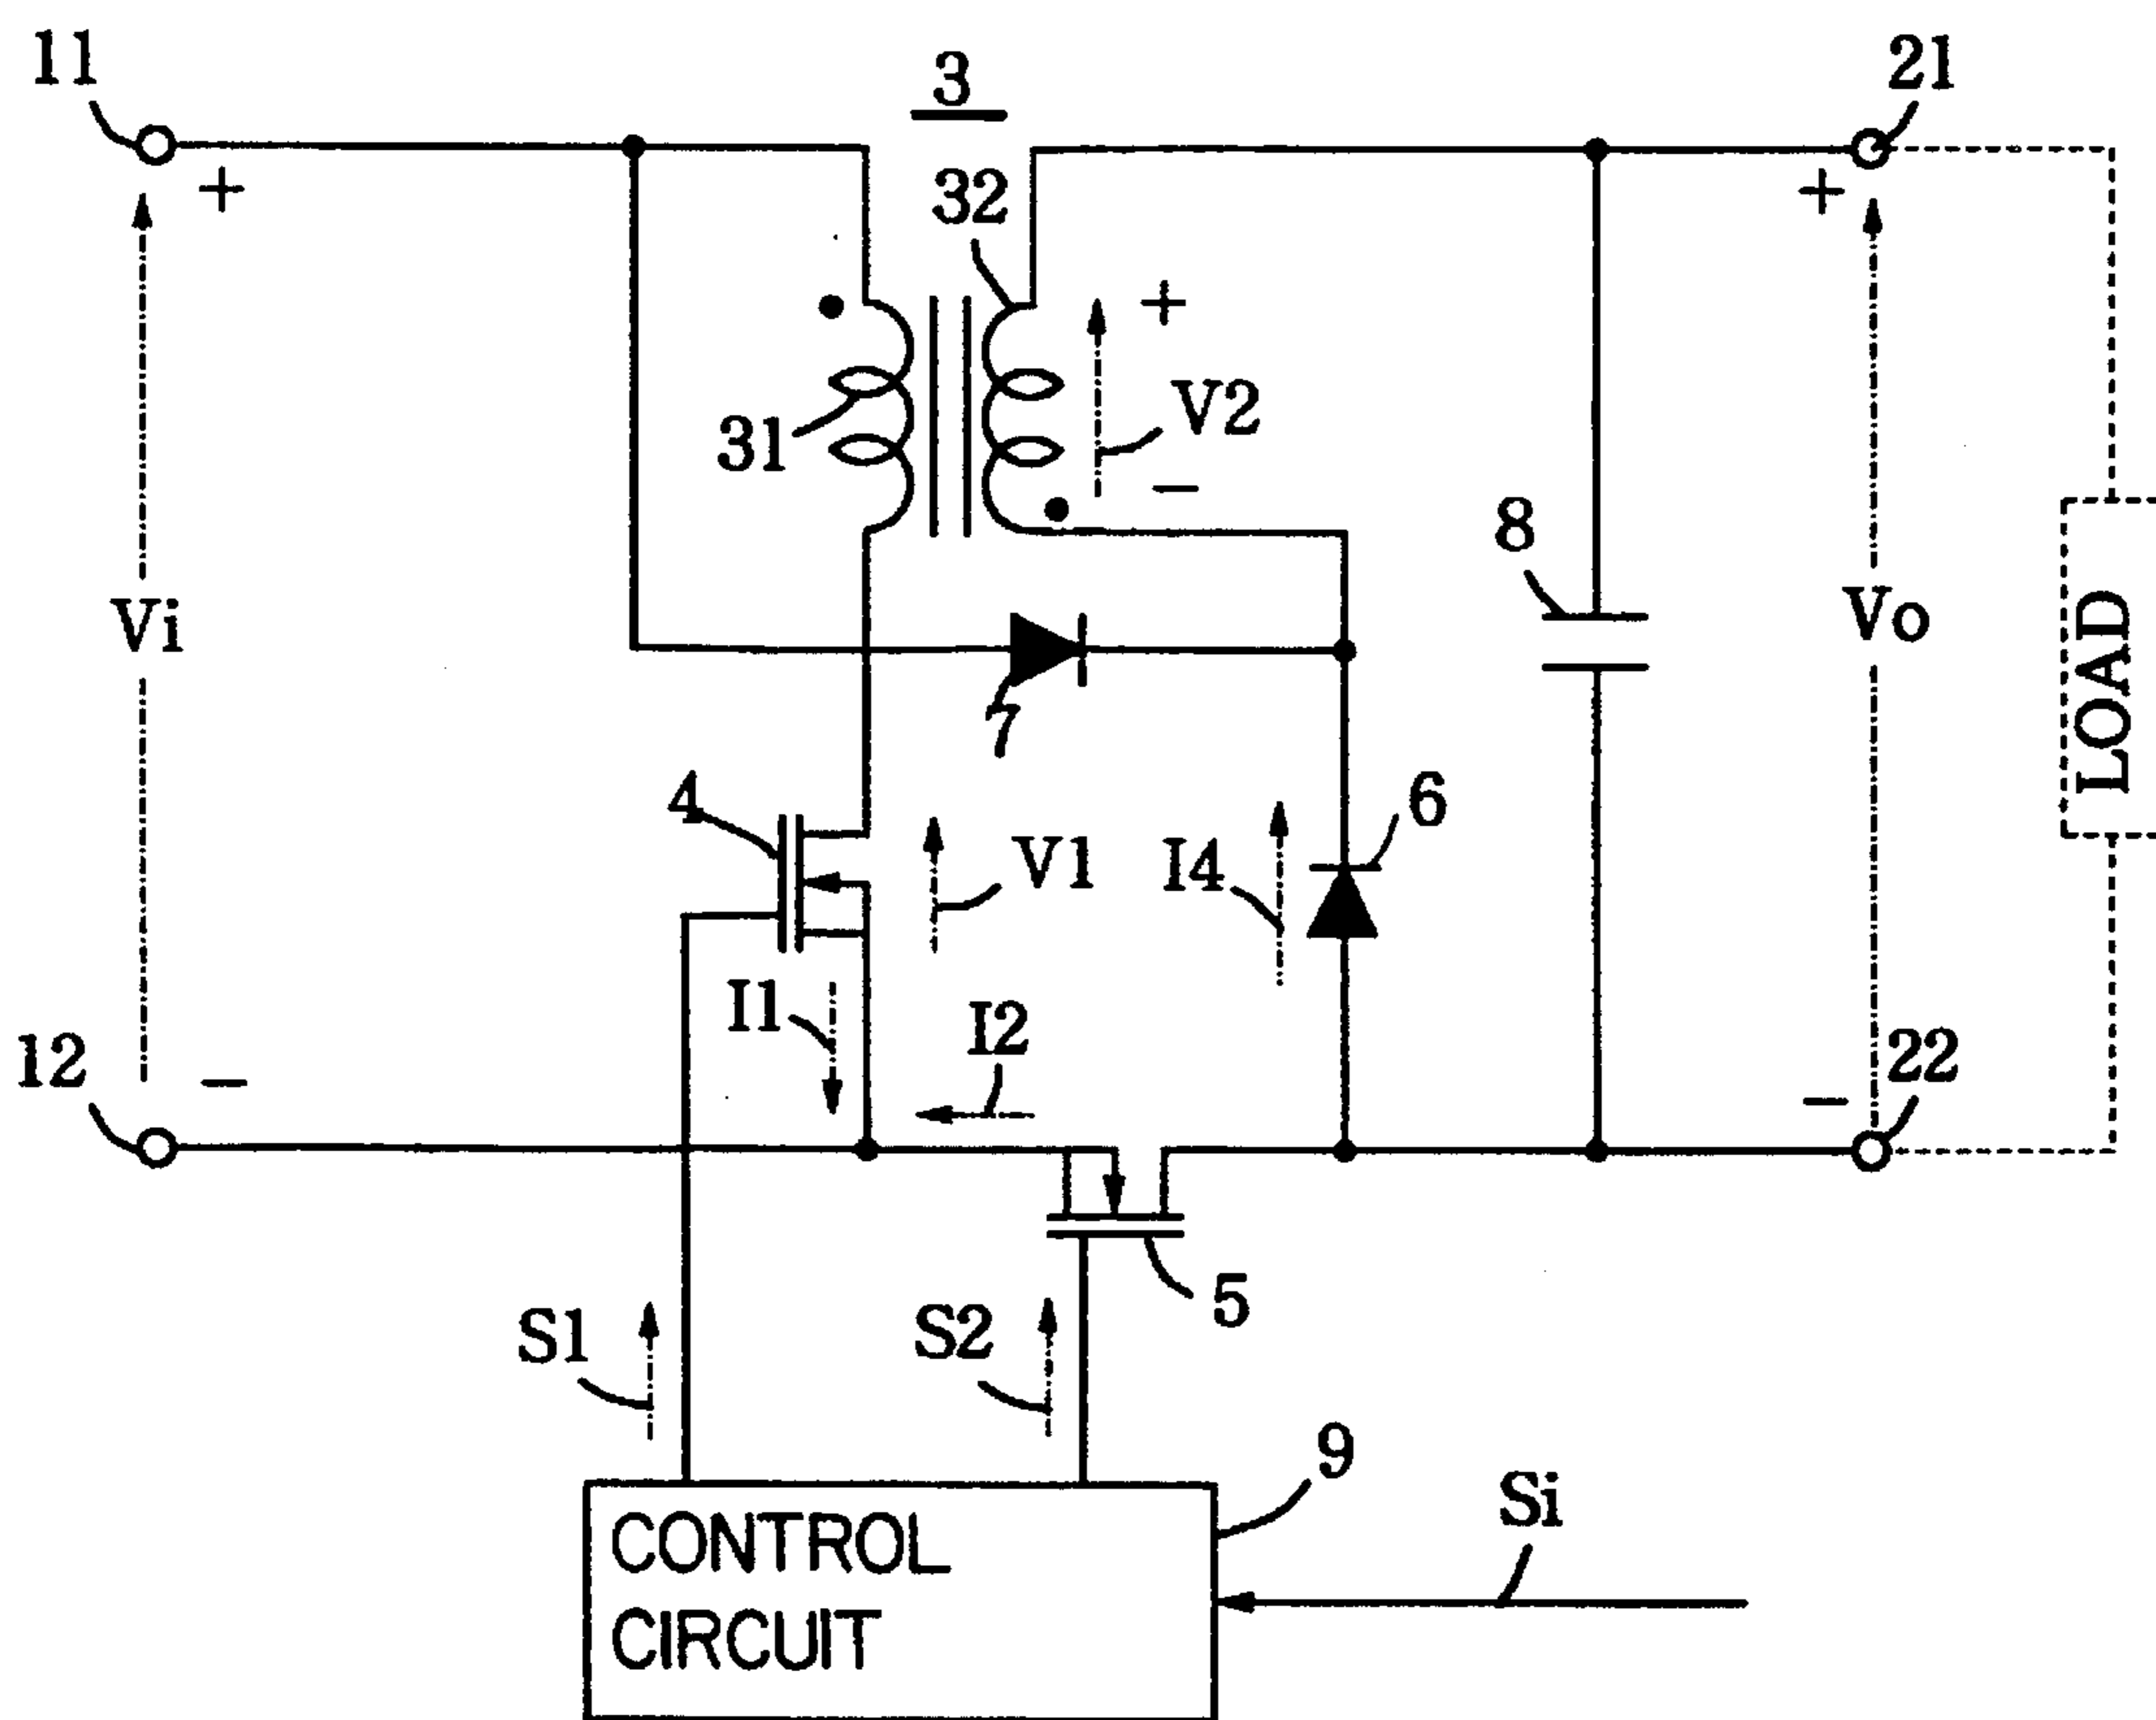 11
3
21
+
32
+
+
V2
31
−
8
Vi
Vo
LOAD
7
4
6
V1
I4
I1
I2
12
−
−
22
S1
S2
5
9
Si
CONTROL
CIRCUIT